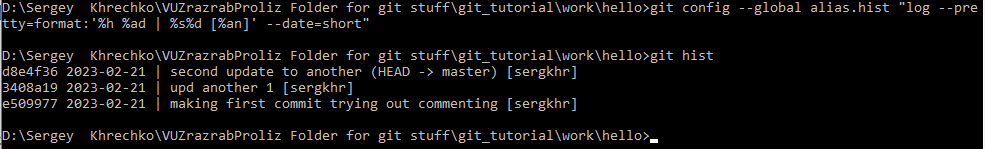 D:\Sergey  Khrechko\VUZrazrabProliz Folder for git stuff\git_tutorial\work\hello>git config --global alias.hist "log --pre
tty=format:'%h %ad | %s%d [%an]' --date=short"
D:\Sergey  Khrechko\VUZrazrabProliz Folder for git stuff\git_tutorial\work\hello>git hist
d8e4f36 2023-02-21 | second update to another (HEAD -> master) [sergkhr]
3408a19 2023-02-21 | upd another 1 [sergkhr]
e509977 2023-02-21 | making first commit trying out commenting [sergkhr]
D:\Sergey  Khrechko\VUZrazrabProliz Folder for git stuff\git_tutorial\work\hello>